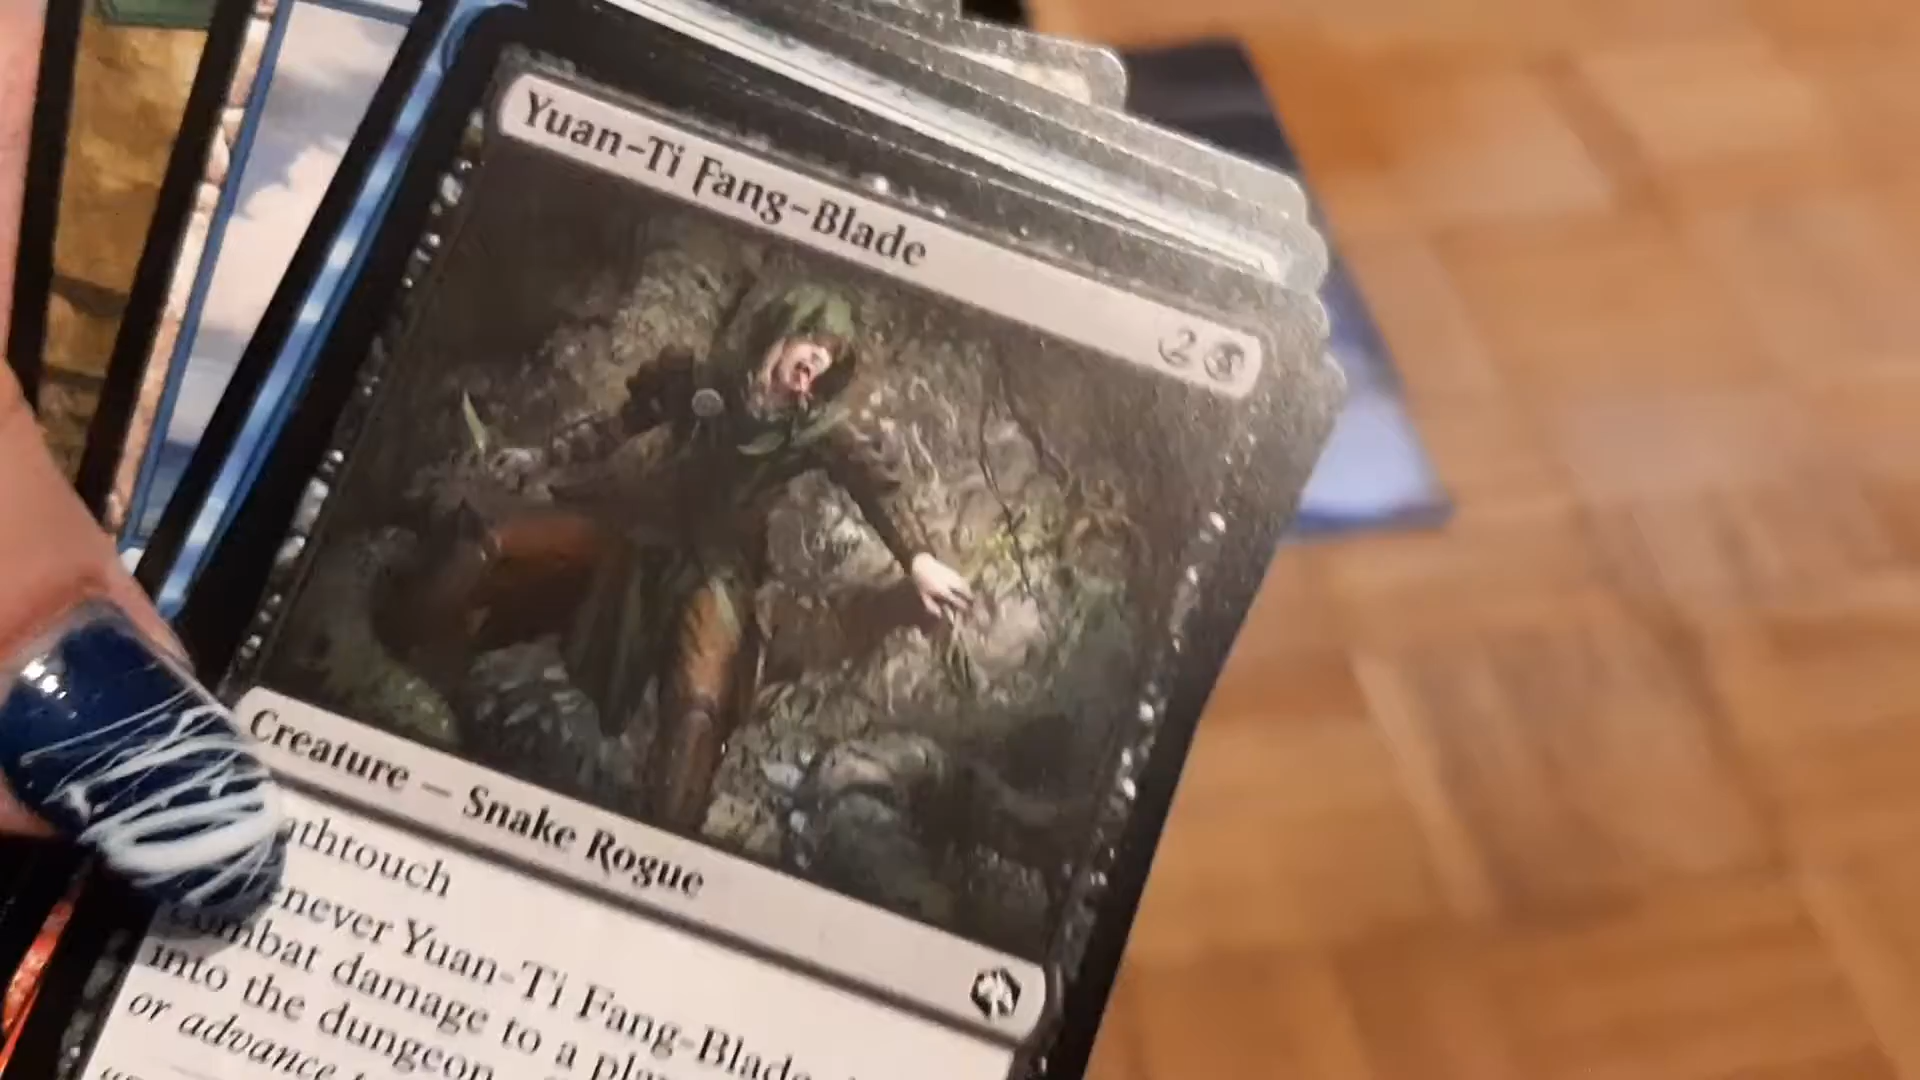 Yuan-Ti Fang-Blade
2
Creature — Snake Rogue
athtouch
enever Yuan-Ti Fang-Blade
combat damage to a play
into the dungeon.
or advance t